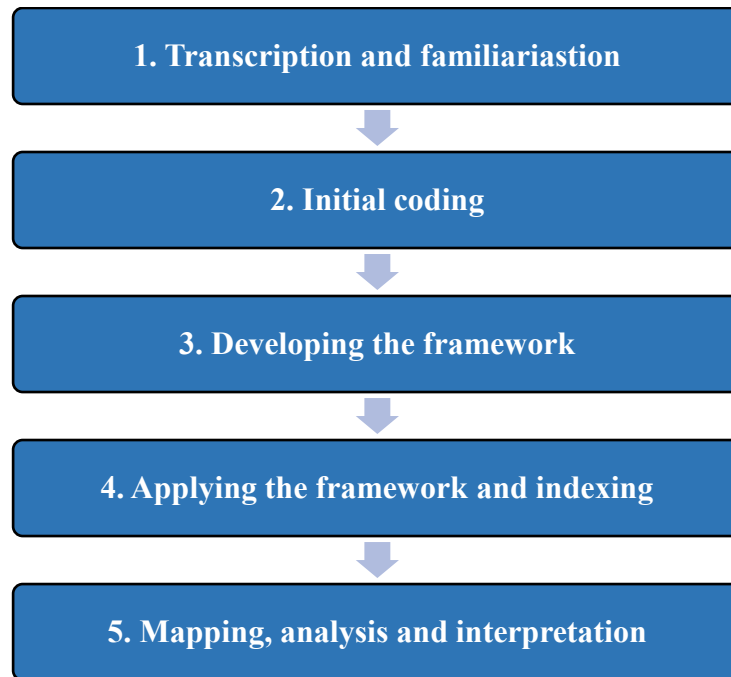 1. Transcription and familiariastion
2. Initial coding
3. Developing the framework
4. Applying the framework and indexing
5. Mapping, analysis and interpretation